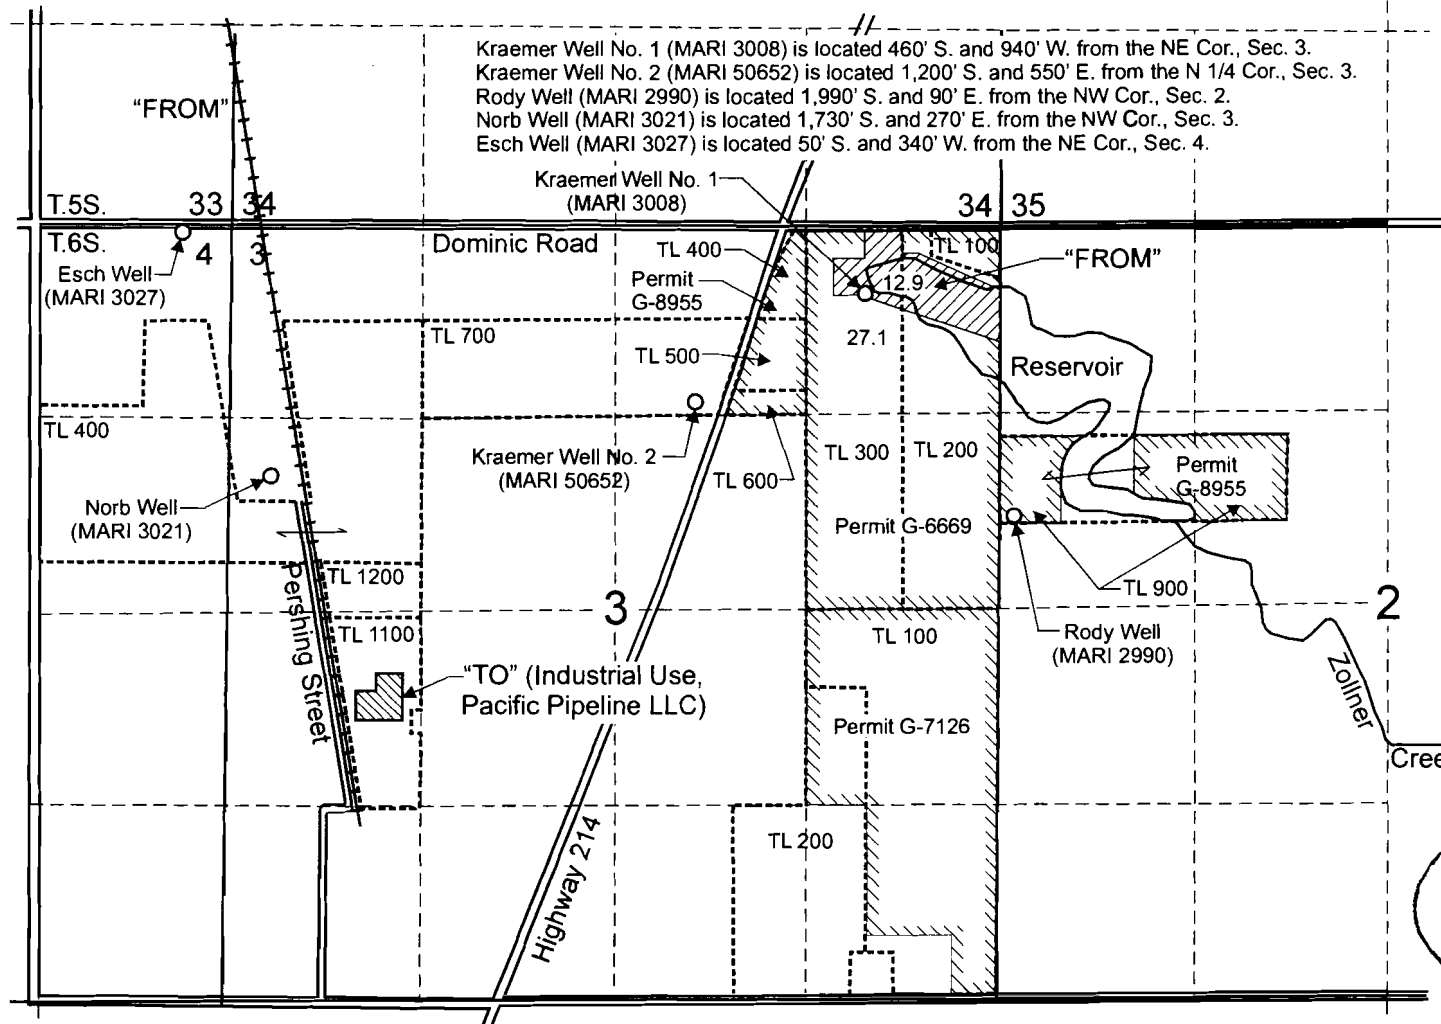 Kraemer Well No. 1 (MARI 3008) is located 460' S. and 940' W. from the NE Cor., Sec. 3.
Kraemer Well No. 2 (MARI 50652) is located 1,200' S. and 550' E. from the N 1/4 Cor., Sec. 3.
Rody Well (MARI 2990) is located 1,990' S. and 90' E. from the NW Cor., Sec. 2.
Norb Well (MARI 3021) is located 1,730' S. and 270' E. from the NW Cor., Sec. 3.
Esch Well (MARI 3027) is located 50' S. and 340' W. from the NE Cor., Sec. 4.
"FROM"
Kraemer Well No. 1
(MARI 3008)
T.5S.
33
34
34
35
T.6S.
4
3
Dominic Road
Esch Well
(MARI 3027)
TL 400
Permit
G-8955
TL 100
"FROM"
12.9
27.1
TL 700
TL 500
Reservoir
TL 400
Kraemer Well No. 2
(MARI 50652)
TL 600
TL 300
TL 200
Permit
G-8955
Norb Well
(MARI 3021)
Permit G-6669
TL 1200
TL 900
3
2
Pershing Street
TL 1100
TL 100
Rody Well
(MARI 2990)
"TO" (Industrial Use,
Pacific Pipeline LLC)
Permit G-7126
Zollner
Cree
TL 200
Highway 214